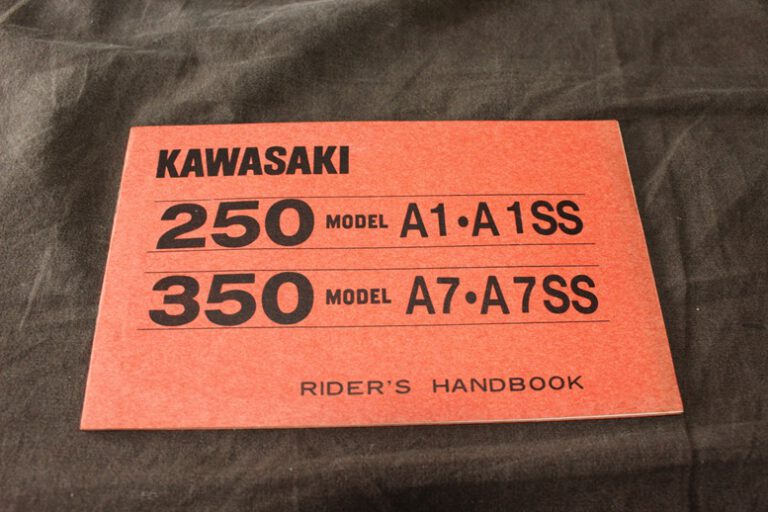 KAWASAKI
250 MODEL A1•A1SS
350 MODEL A7•A7SS
RIDER'S HANDBOOK